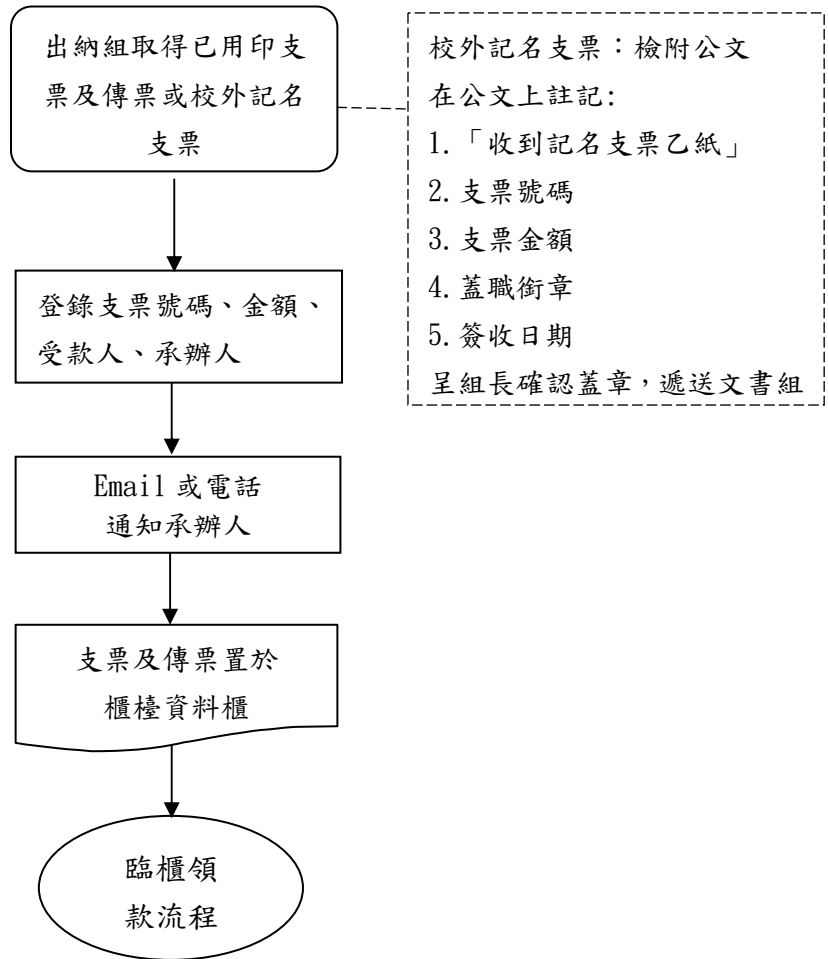 出納組取得已用印支
票及傳票或校外記名
支票
校外記名支票：檢附公文
在公文上註記:
1.「收到記名支票乙紙」
2.支票號碼
3.支票金額
4.蓋職銜章
5.簽收日期
呈組長確認蓋章，遞送文書組
登錄支票號碼、金額、
受款人、承辦人
Email 或電話
通知承辦人
支票及傳票置於
櫃檯資料櫃
臨櫃領
款流程